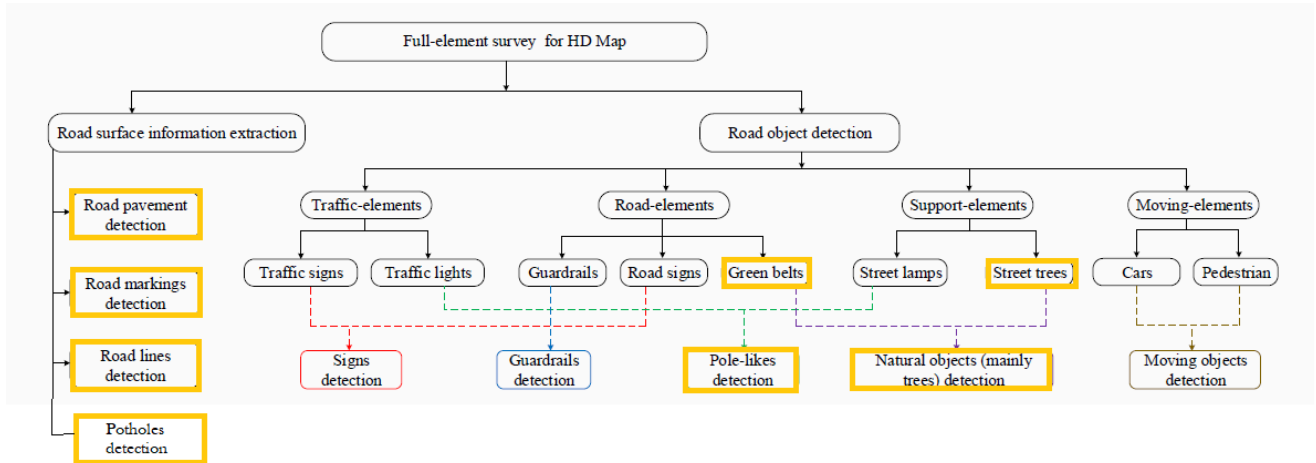 Full-element survey for HD Map
Road surface information extraction
Road object detection
Road pavement
detection
Road markings
detection
Road lines
detection
Potholes
detection
Traffic-elements
Road-elements
Support-elements
Moving-elements
Traffic signs
Traffic lights
Guardrails
Road signs
Green belts
Street lamps
Street trees
Cars
Pedestrian
Signs
detection
Guardrails
detection
Pole-likes
detection
Natural objects (mainly
trees) detection
Moving objects
detection